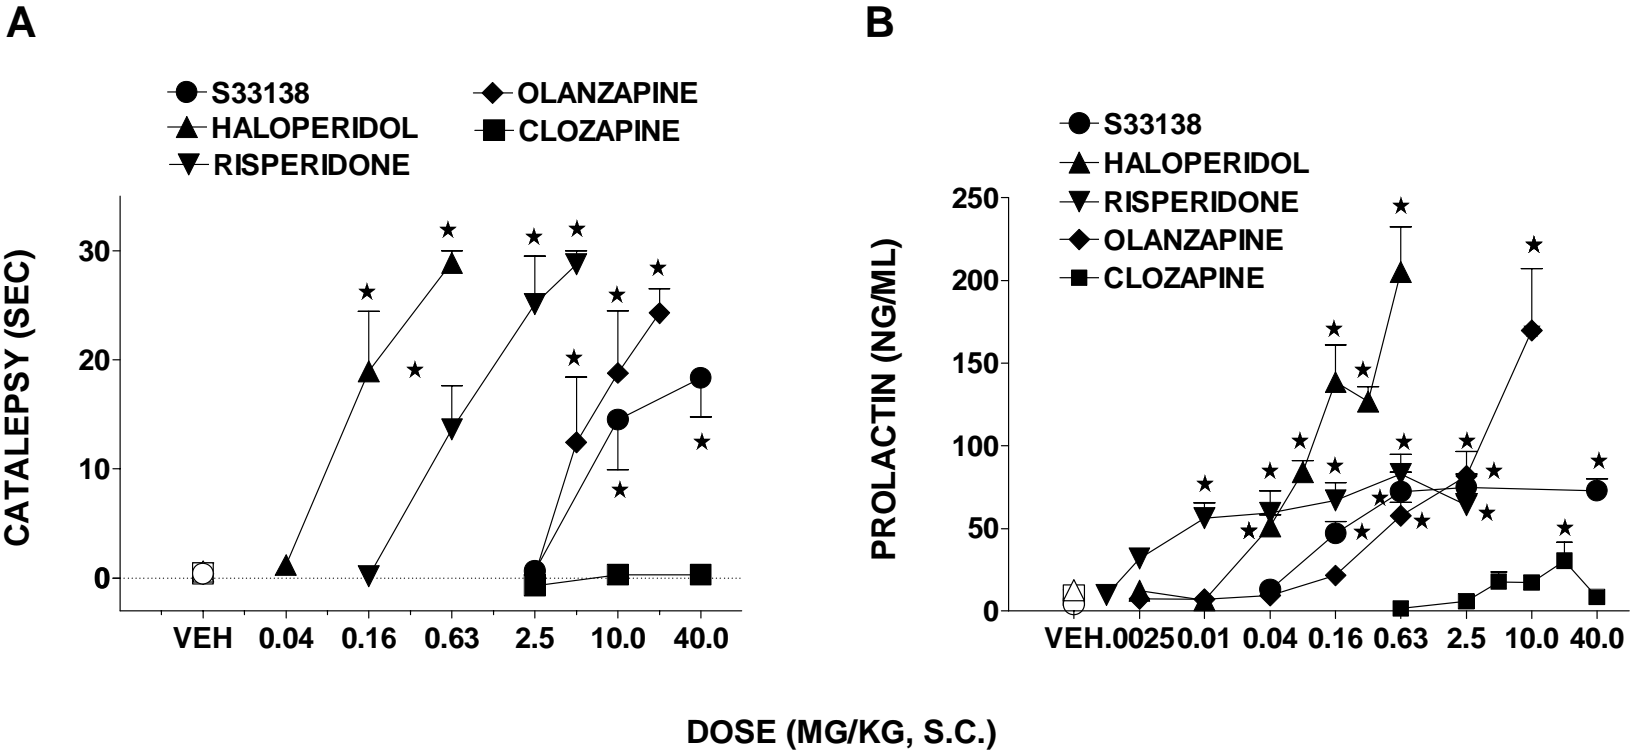 A
B
S33138
OLANZAPINE
HALOPERIDOL
CLOZAPINE
RISPERIDONE
CATALEPSY (SEC)
30
20
10
0
VEH 0.04 0.16 0.63 2.5 10.0 40.0
S33138
HALOPERIDOL
RISPERIDONE
OLANZAPINE
CLOZAPINE
PROLACTIN (NG/ML)
250
200
150
100
50
0
VEH.0025 0.01 0.04 0.16 0.63 2.5 10.0 40.0
DOSE (MG/KG, S.C.)